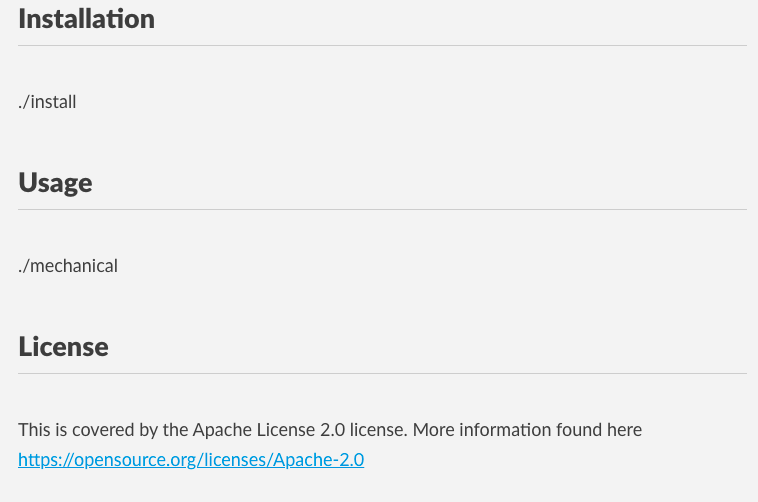 Installation
./install
Usage
./mechanical
License
This is covered by the Apache License 2.0 license. More information found here
https://opensource.org/licenses/Apache-2.0